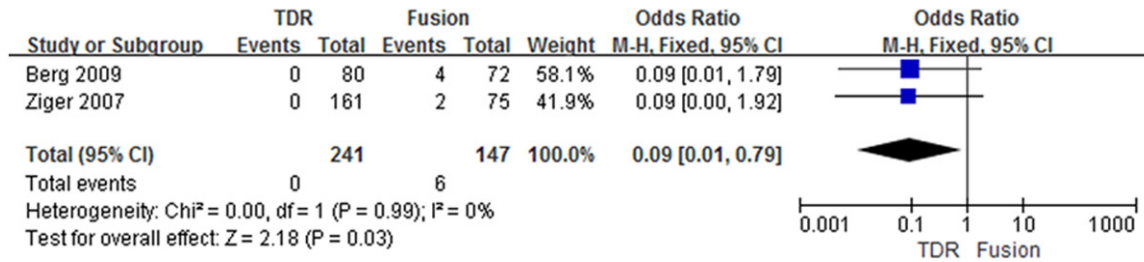 TDR Fusion Odds Ratio Odds Ratio
Study or Subgroup Events Total Events Total Weight M-H, Fixed, 95% CI M-H, Fixed, 95% CI
Berg 2009 0 80 4 72 58.1% 0.09 [0.01, 1.79]
Ziger 2007 0 161 2 75 41.9% 0.09 [0.00, 1.92]
Total (95% CI) 241 147 100.0% 0.09 [0.01, 0.79]
Total events 0 6
Heterogeneity: Chi² = 0.00, df = 1 (P = 0.99); I² = 0%
Test for overall effect: Z = 2.18 (P = 0.03)
0.001 0.1 1 10 1000
TDR Fusion